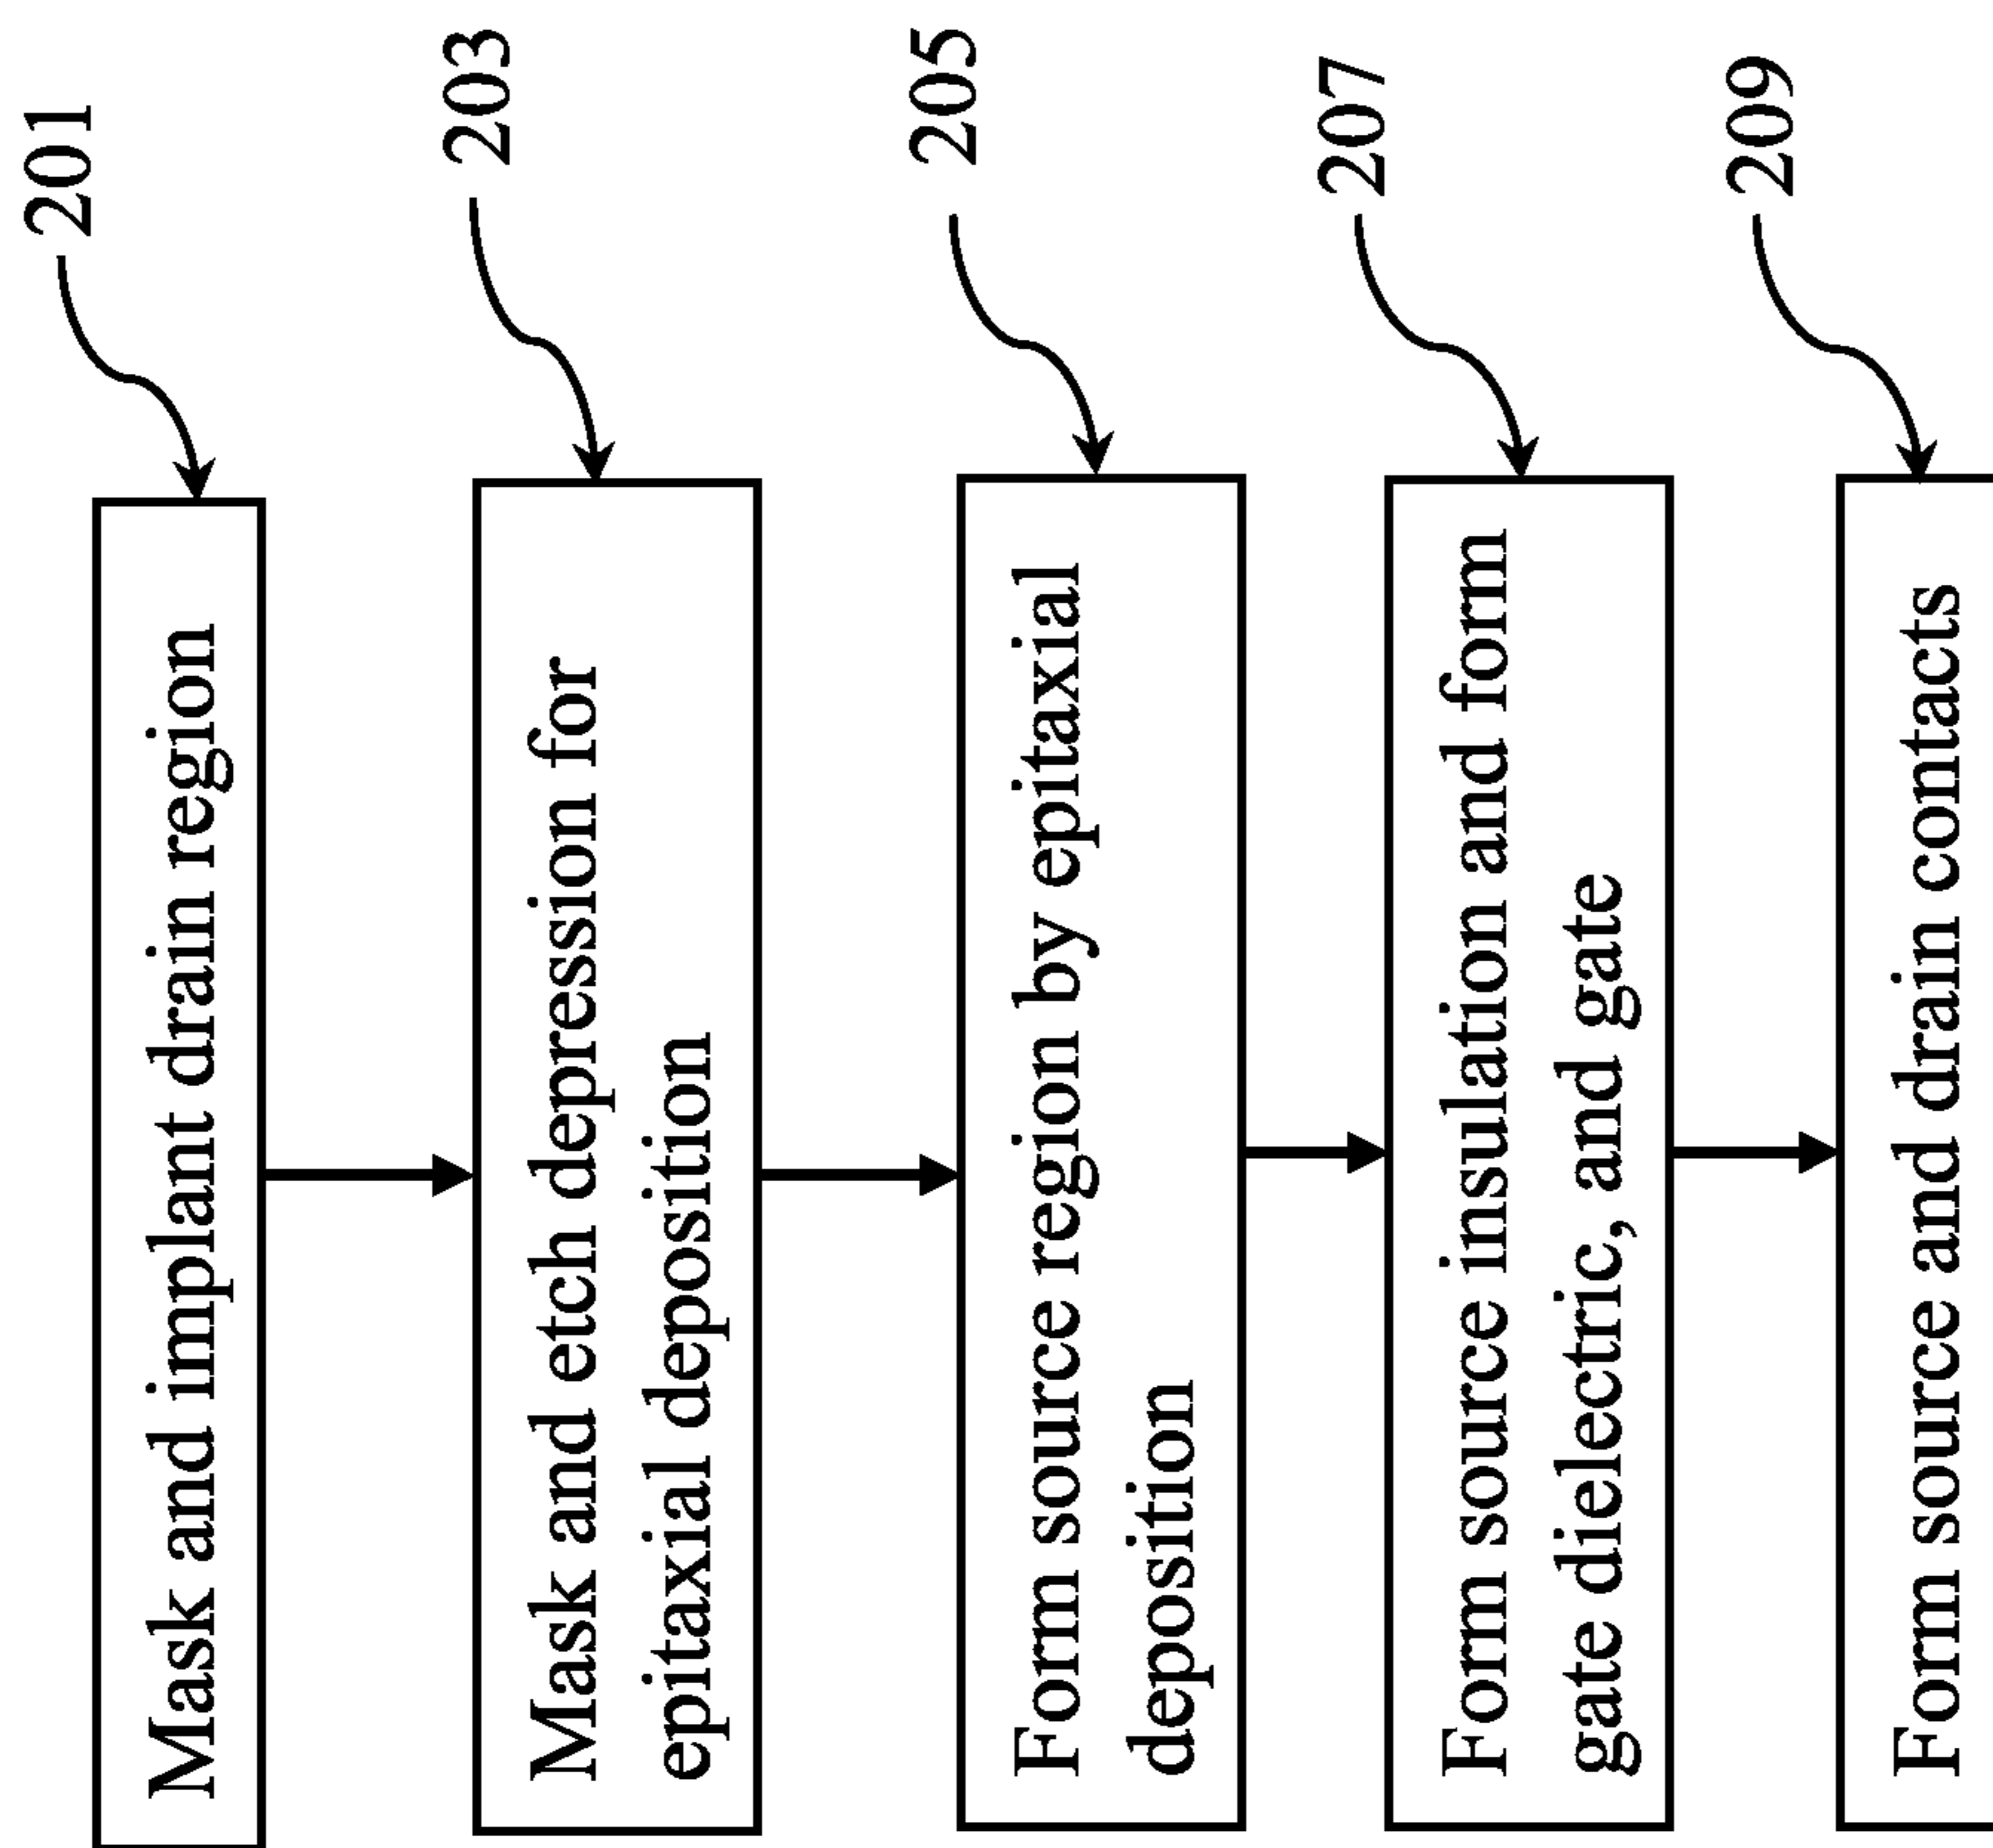 201
Mask and implant drain region
203
Mask and etch depression for
epitaxial deposition
205
Form source region by epitaxial
deposition
207
Form source insulation and form
gate dielectric, and gate
209
Form source and drain contacts